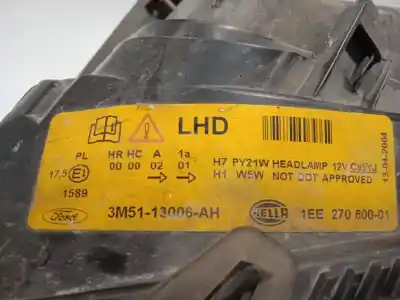 LHD
PL HR HC A 1a
00 00 02 01
17,5 E1
1589
H7 PY21W HEADLAMP 12V
H1 W5W NOT DOT APPROVED
13-04-2004
Ford 3M51-13006-AH HELLA 1EE 270 800-01